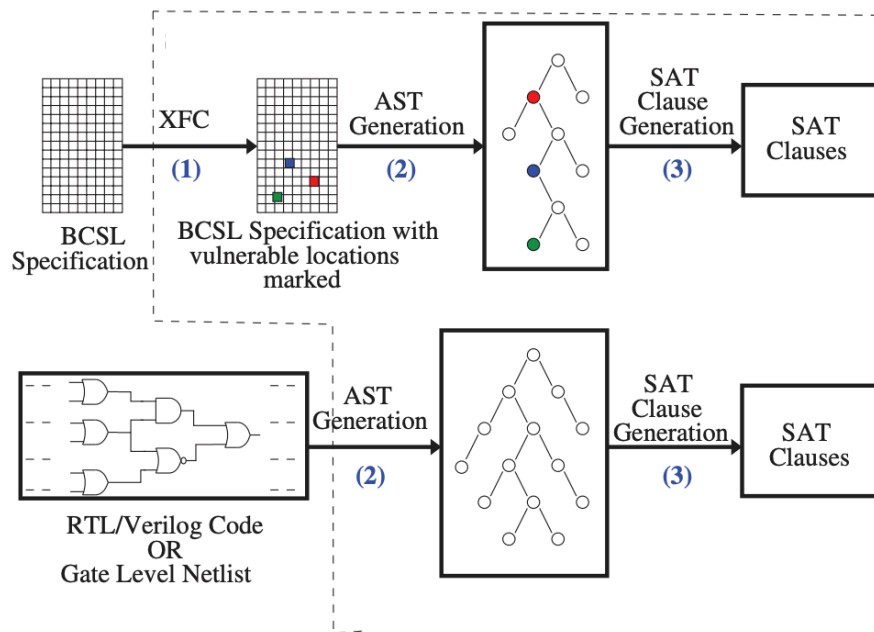 XFC
(1)
AST
Generation
(2)
SAT
Clause
Generation
(3)
SAT
Clauses
BCSL
Specification
BCSL Specification with
vulnerable locations
marked
AST
Generation
(2)
SAT
Clause
Generation
(3)
SAT
Clauses
RTL/Verilog Code
OR
Gate Level Netlist